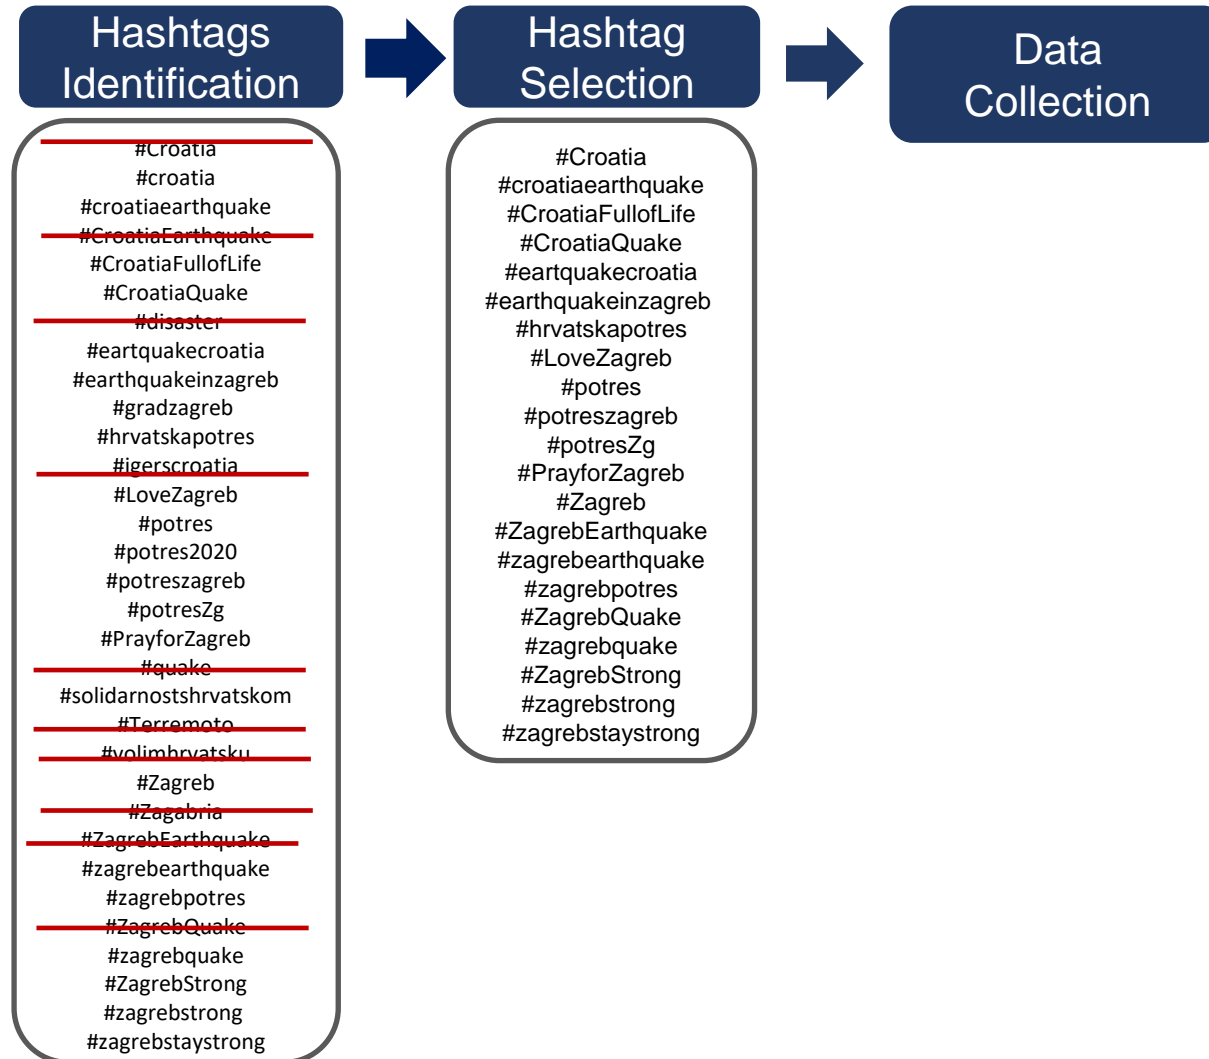 Hashtags
Identification
Hashtag
Selection
Data
Collection
#Croatia
#croatia
#croatiaearthquake
#CroatiaEarthquake
#CroatiaFullofLife
#CroatiaQuake
#disaster
#eartquakecroatia
#earthquakeinzagreb
#gradzagreb
#hrvatskapotres
#igerscroatia
#LoveZagreb
#potres
#potres2020
#potreszagreb
#potresZg
#PrayforZagreb
#quake
#solidarnostshrvatskom
#Terremoto
#volimhrvatsku
#Zagreb
#Zagabria
#ZagrebEarthquake
#zagrebearthquake
#zagrebpotres
#ZagrebQuake
#zagrebquake
#ZagrebStrong
#zagrebstrong
#zagrebstaystrong
#Croatia
#croatiaearthquake
#CroatiaFullofLife
#CroatiaQuake
#eartquakecroatia
#earthquakeinzagreb
#hrvatskapotres
#LoveZagreb
#potres
#potreszagreb
#potresZg
#PrayforZagreb
#Zagreb
#ZagrebEarthquake
#zagrebearthquake
#zagrebpotres
#ZagrebQuake
#zagrebquake
#ZagrebStrong
#zagrebstrong
#zagrebstaystrong